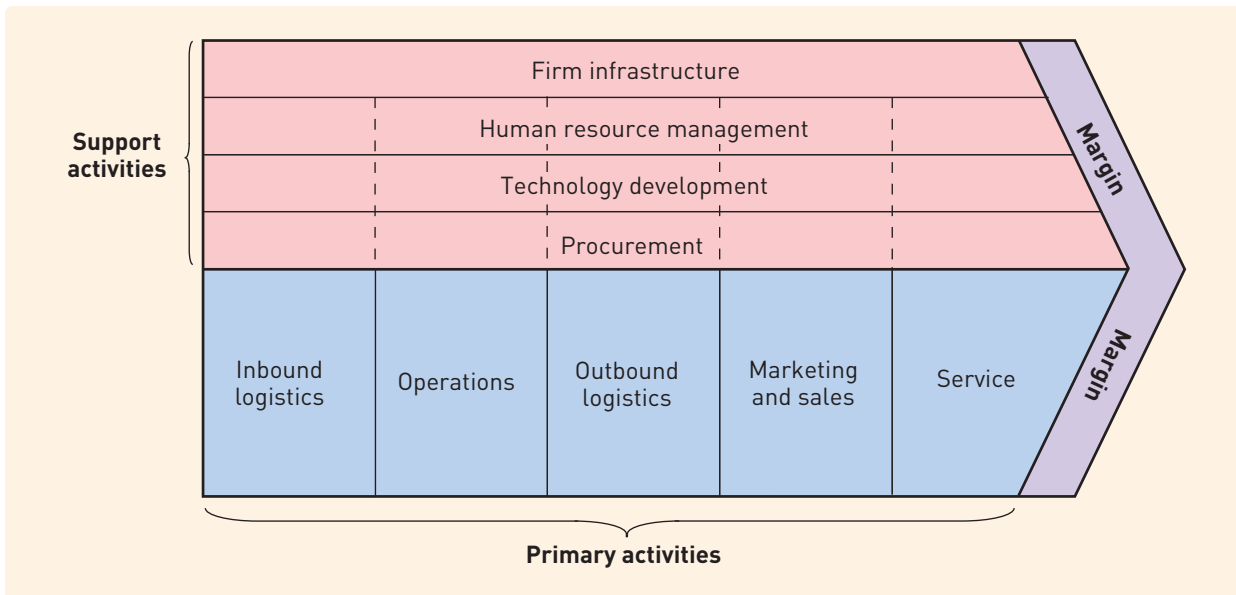 Firm infrastructure
Support
activities
Human resource management
Technology development
Procurement
Margin
Inbound
logistics
Operations
Outbound
logistics
Marketing
and sales
Service
Margin
Primary activities